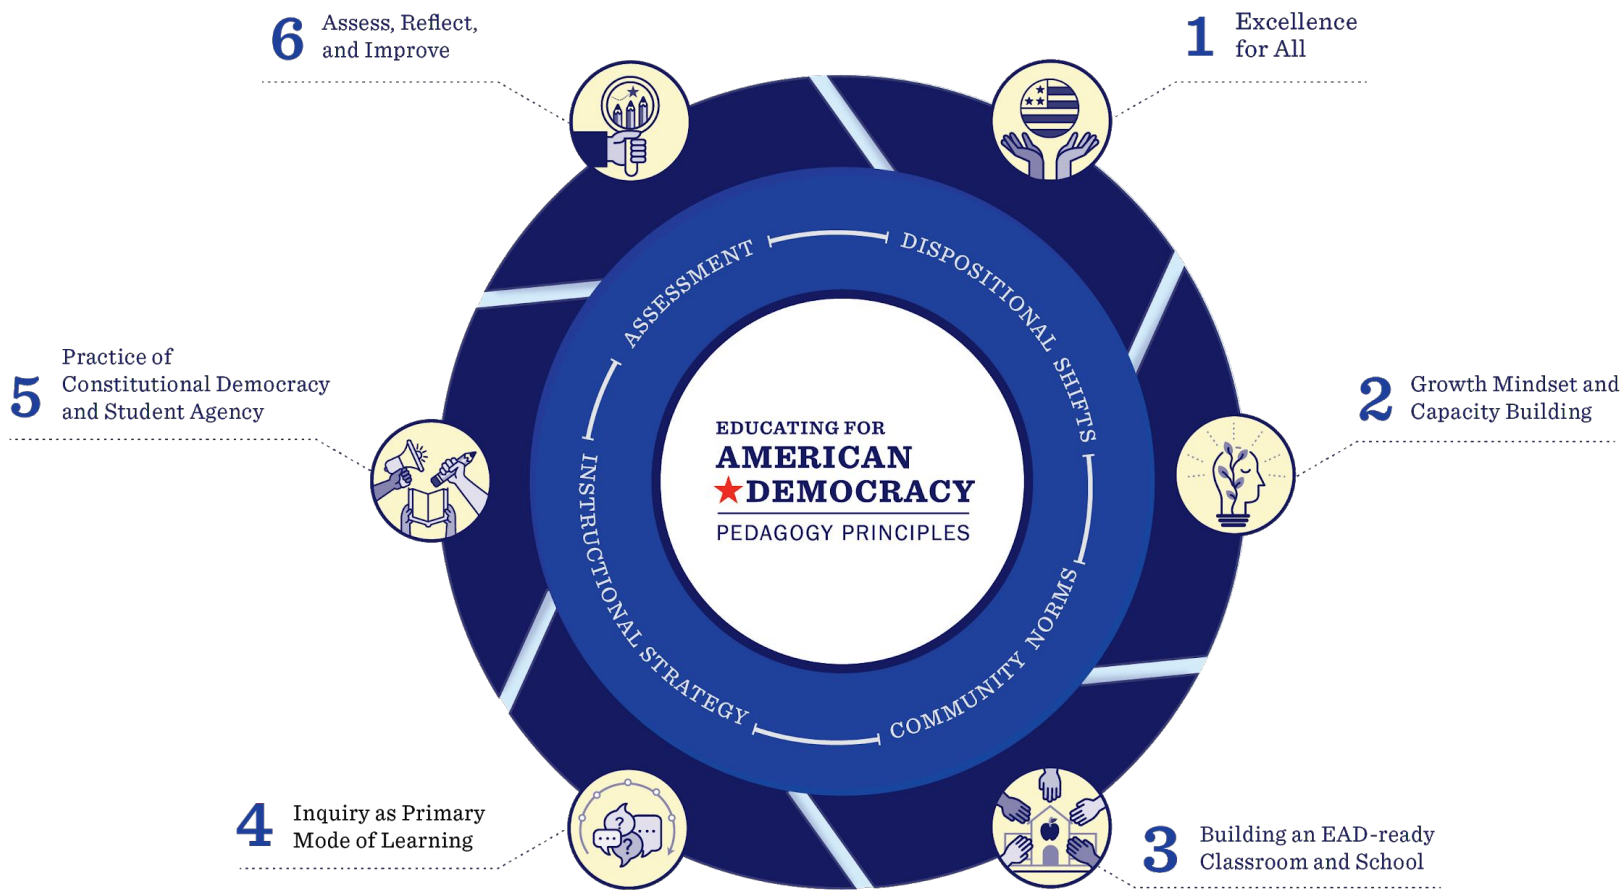 1
Excellence
for All
2
Growth Mindset and
Capacity Building
3
Building an EAD-ready
Classroom and School
4
Inquiry as Primary
Mode of Learning
5
Practice of
Constitutional Democracy
and Student Agency
6
Assess, Reflect,
and Improve
DISPOSITIONAL SHIFTS
COMMUNITY NORMS
INSTRUCTIONAL STRATEGY
ASSESSMENT
EDUCATING FOR
AMERICAN
DEMOCRACY
PEDAGOGY PRINCIPLES
?
?
?